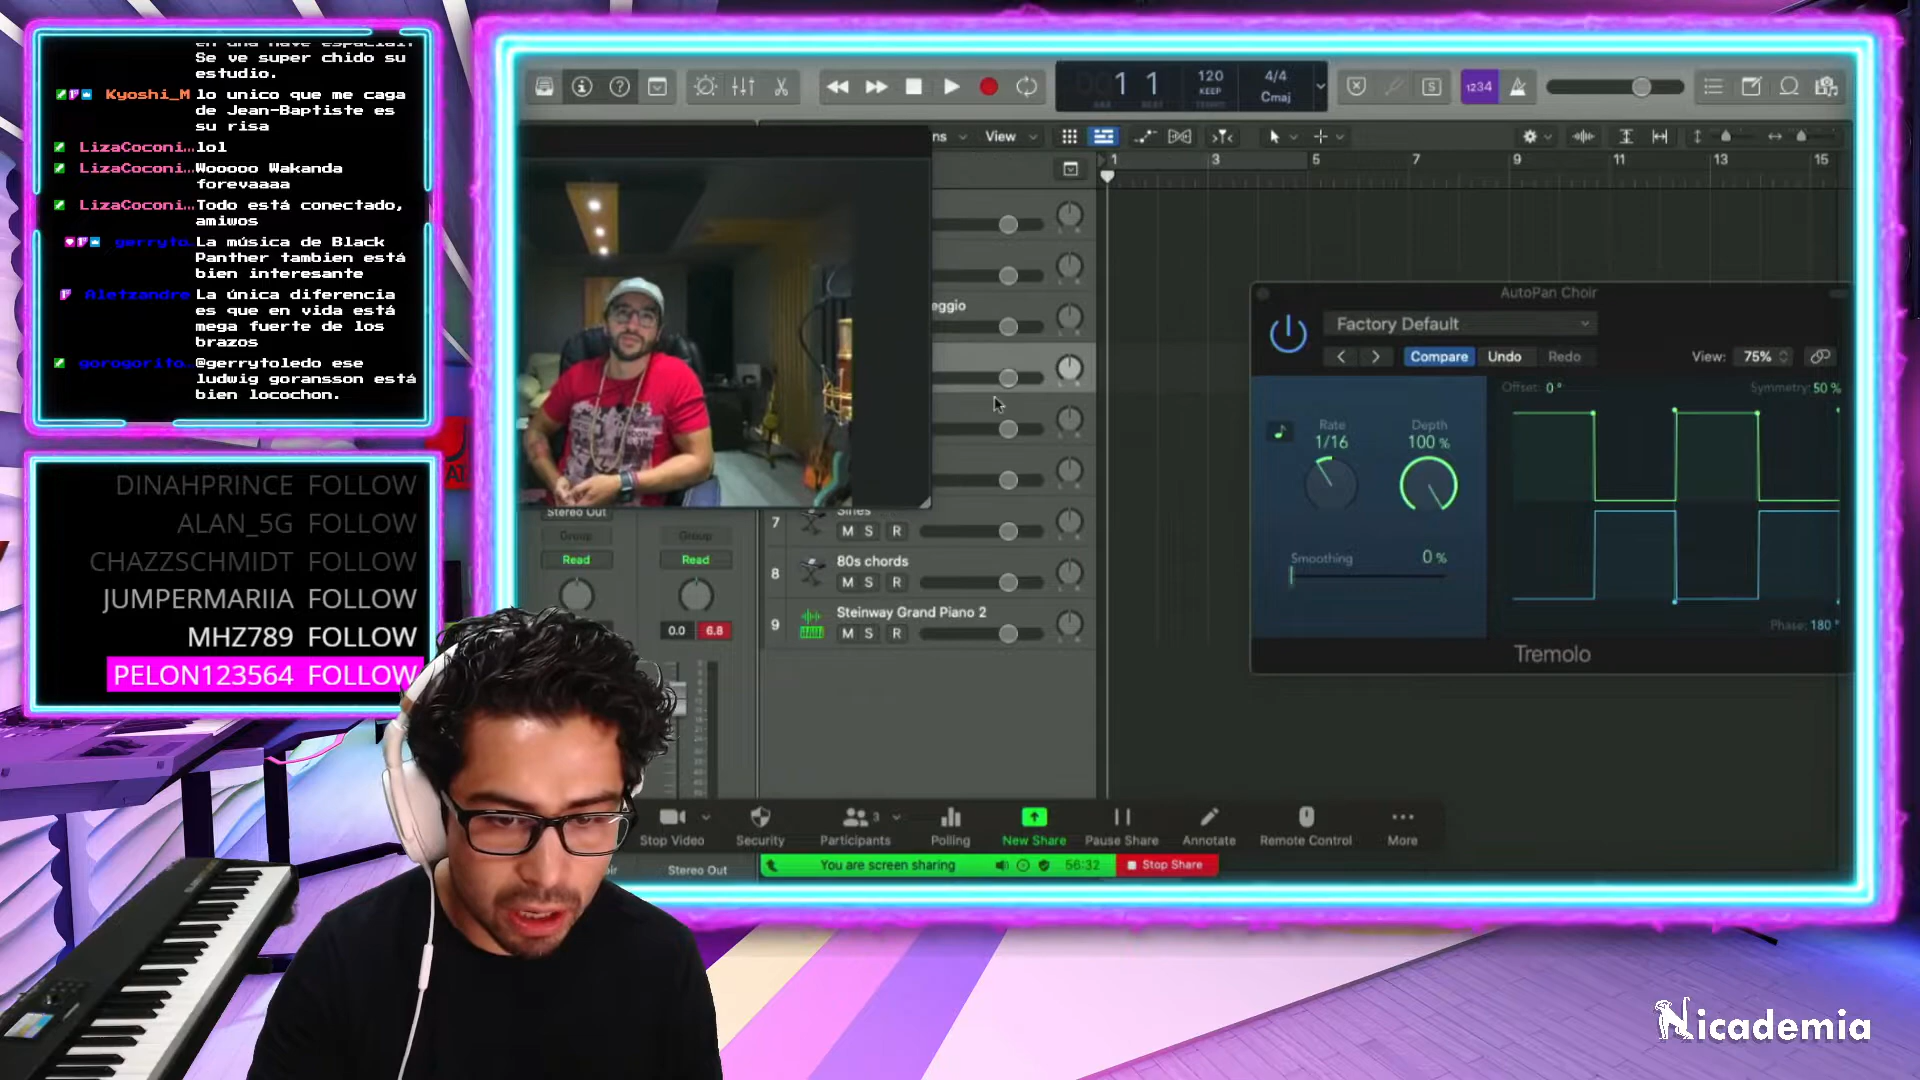 Se ve super chido su
estudio.
Kyoshi_M lo unico que me caga
de Jean-Baptiste es
su risa
LizaCoconi...lol
LizaCoconi...Wooooo Wakanda
forevaaaa
LizaCoconi...Todo está conectado,
amiwos
gerryto...La música de Black
Panther tambien está
bien interesante
Aletzandre La única diferencia
es que en vida está
mega fuerte de los
brazos
gorogorito...@gerrytoledo ese
ludwig goransson está
bien locochon.
DINAHPRINCE FOLLOW
ALAN_5G FOLLOW
CHAZZSCHMIDT FOLLOW
JUMPERMARIIA FOLLOW
MHZ789 FOLLOW
PELON123564 FOLLOW
1 1
120
KEEP
4/4
Cmaj
S
1234
View
1 3 5 7 9 11 13 15
eggio
AutoPan Choir
Factory Default
Compare Undo Redo
View: 75%
Offset: 0° Symmetry: 50 %
Rate
1/16
Depth
100 %
Smoothing 0 %
Phase: 180°
Tremolo
Stereo Out
Group Group
Read Read
0.0 6.8
7 Sines
M S R
8 80s chords
M S R
9 Steinway Grand Piano 2
M S R
Stop Video Security Participants 3 Polling New Share Pause Share Annotate Remote Control More
You are screen sharing 56:32 Stop Share
Stereo Out
Nicademia